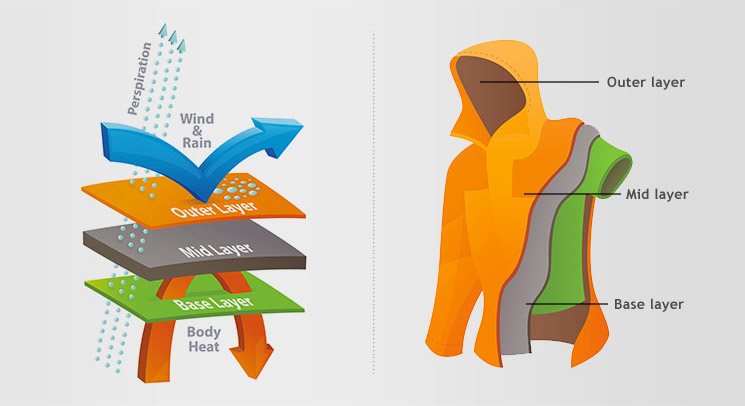 Perspiration
Wind
&
Rain
Outer Layer
Mid Layer
Base Layer
Body
Heat
Outer layer
Mid layer
Base layer